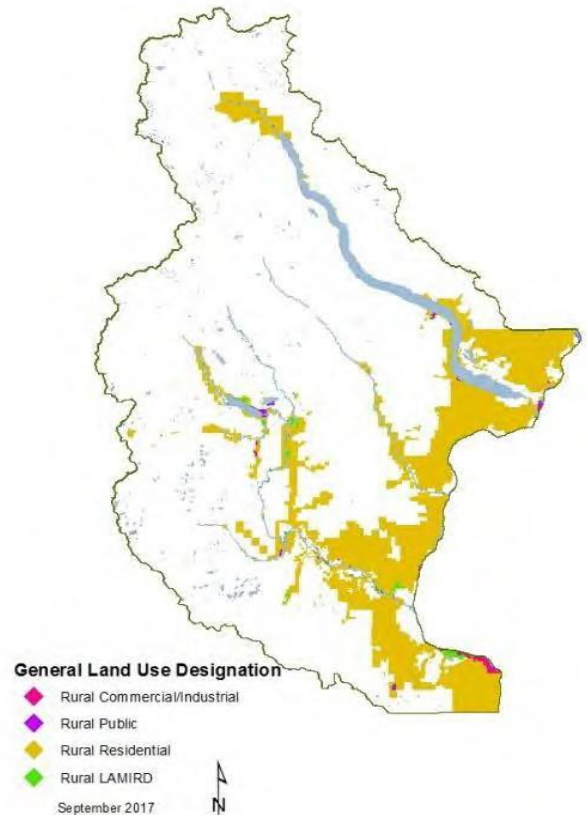 General Land Use Designation
Rural Commercial/Industrial
Rural Public
Rural Residential
Rural LAMIRD
September 2017
N